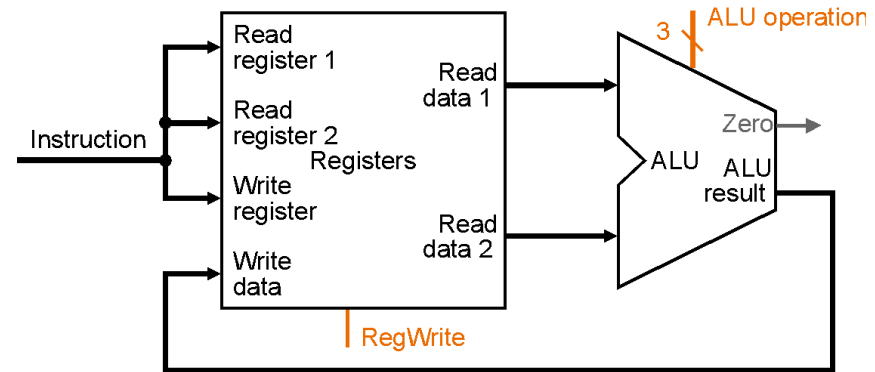 ALU operation
3
Read
register 1
Read
data 1
Read
register 2
Instruction
Registers
Write
register
Read
data 2
Write
data
RegWrite
Zero
ALU
ALU
result